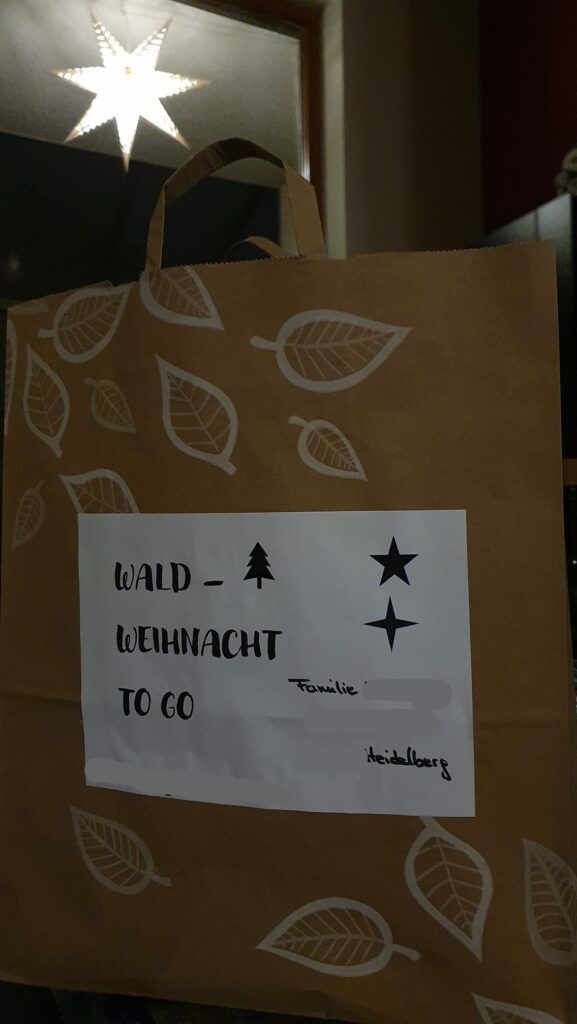 WALD -
WEIHNACHT
TO GO
Familie
Heidelberg